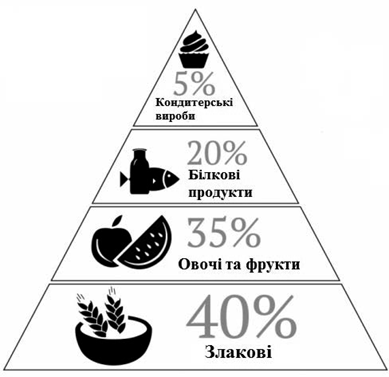 5%
Кондитерські
вироби
20%
Білкові
продукти
35%
Овочі та фрукти
40%
Злакові